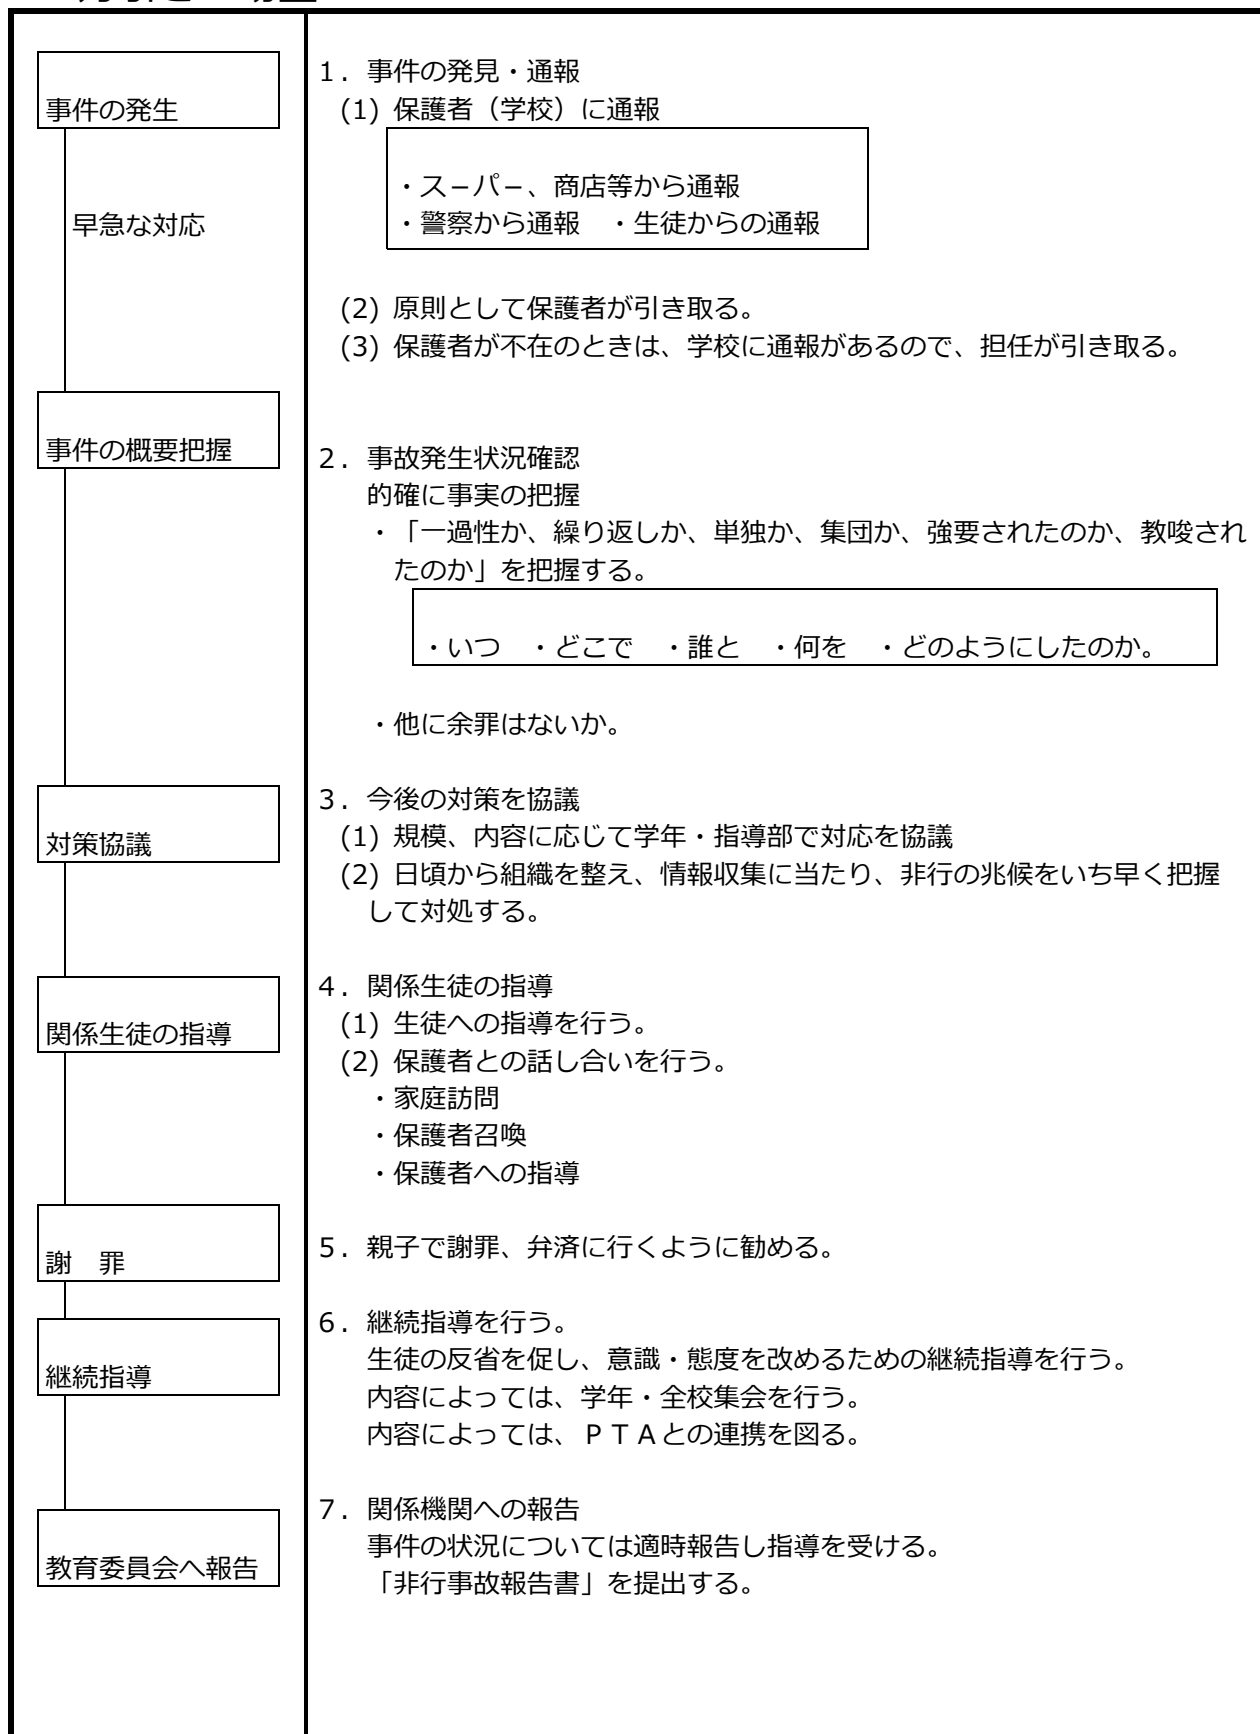 事件の発生
早急な対応
事件の概要把握
対策協議
関係生徒の指導
謝　罪
継続指導
教育委員会へ報告
１．事件の発見・通報
(1) 保護者（学校）に通報
・ス－パ－、商店等から通報
・警察から通報　・生徒からの通報
(2) 原則として保護者が引き取る。
(3) 保護者が不在のときは、学校に通報があるので、担任が引き取る。
２．事故発生状況確認
的確に事実の把握
・「一過性か、繰り返しか、単独か、集団か、強要されたのか、教唆され
たのか」を把握する。
・いつ　・どこで　・誰と　・何を　・どのようにしたのか。
・他に余罪はないか。
３．今後の対策を協議
(1) 規模、内容に応じて学年・指導部で対応を協議
(2) 日頃から組織を整え、情報収集に当たり、非行の兆候をいち早く把握
して対処する。
４．関係生徒の指導
(1) 生徒への指導を行う。
(2) 保護者との話し合いを行う。
・家庭訪問
・保護者召喚
・保護者への指導
５．親子で謝罪、弁済に行くように勧める。
６．継続指導を行う。
生徒の反省を促し、意識・態度を改めるための継続指導を行う。
内容によっては、学年・全校集会を行う。
内容によっては、ＰＴＡとの連携を図る。
７．関係機関への報告
事件の状況については適時報告し指導を受ける。
「非行事故報告書」を提出する。